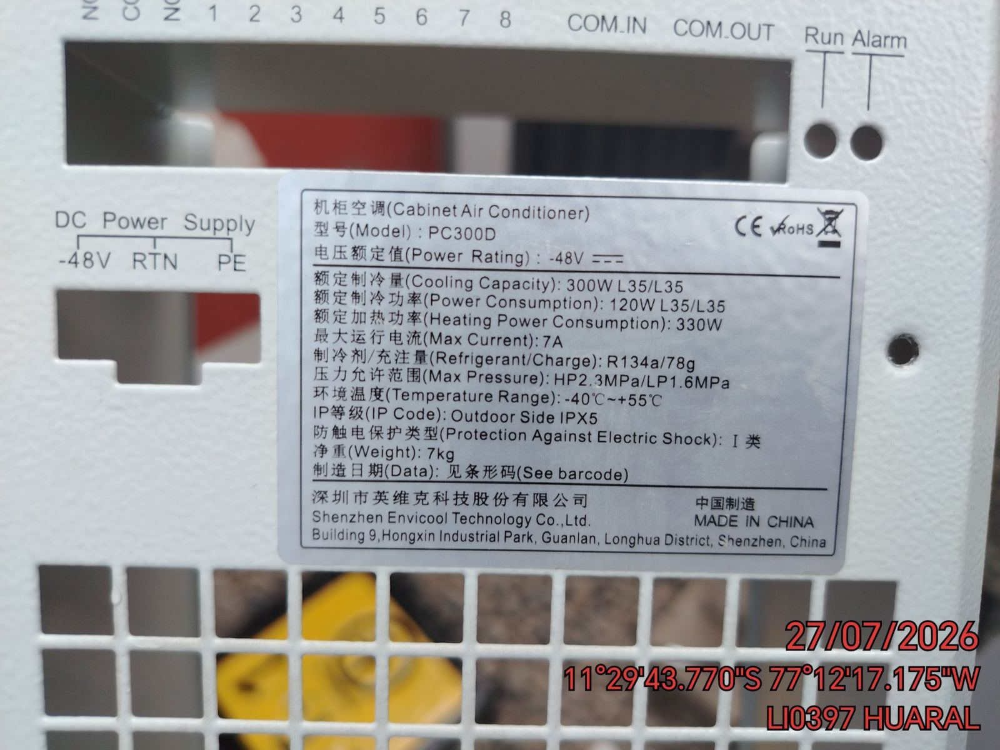 1 2 3 4 5 6 7 8 COM_IN COM_OUT
Run Alarm
DC Power Supply
-48V RTN PE
机柜空调(Cabinet Air Conditioner)
型号(Model) : PC300D
CE RoHS
电压额定值(Power Rating) : -48V
额定制冷量(Cooling Capacity): 300W L35/L35
额定制冷功率(Power Consumption): 120W L35/L35
额定加热功率(Heating Power Consumption): 330W
最大运行电流(Max Current): 7A
制冷剂/充注量(Refrigerant/Charge): R134a/78g
压力允许范围(Max Pressure): HP2.3MPa/LP1.6MPa
环境温度(Temperature Range): -40℃~+55℃
IP等级(IP Code): Outdoor Side IPX5
防触电保护类型(Protection Against Electric Shock): I 类
净重(Weight): 7kg
制造日期(Data): 见条形码(See barcode)
深圳市英维克科技股份有限公司
中国制造
Shenzhen Envicool Technology Co.,Ltd.
MADE IN CHINA
Building 9,Hongxin Industrial Park, Guanlan, Longhua District, Shenzhen, China
27/07/2026
11°29'43.770"S 77°12'17.175"W
LI0397 HUARAL